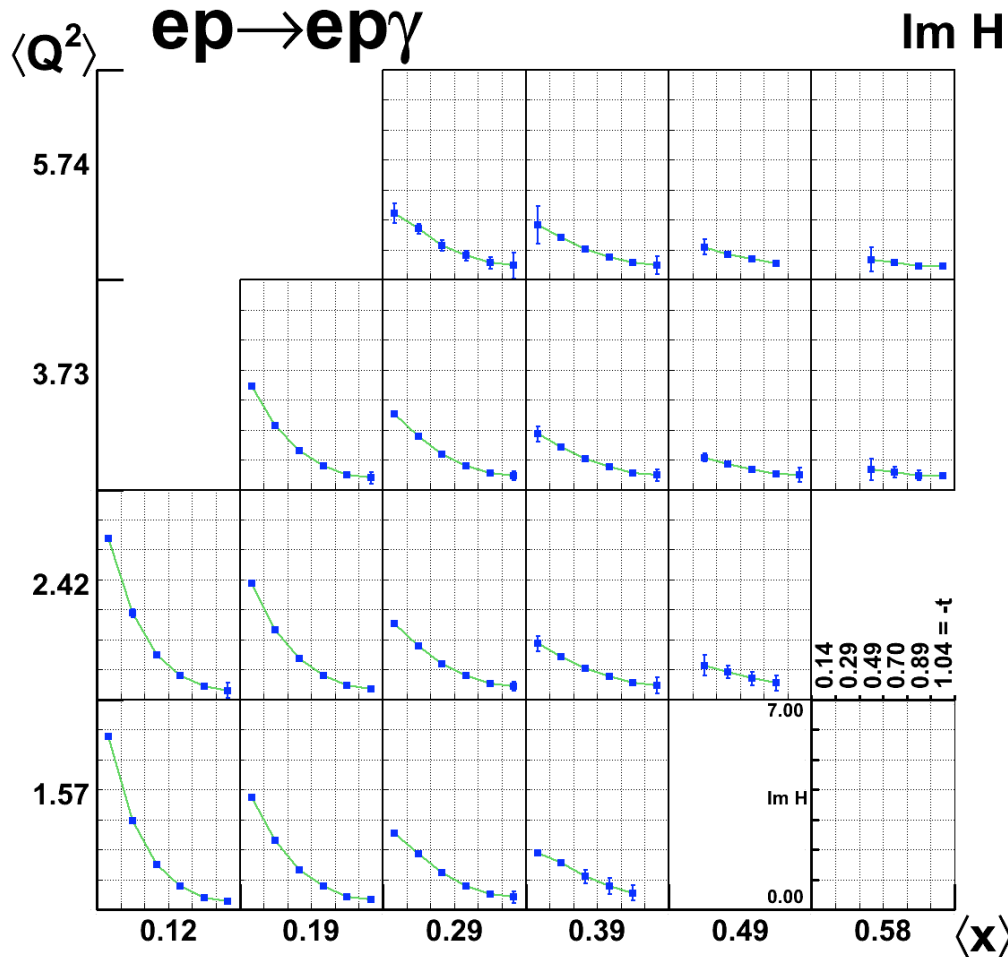 ep→epγ
Im H
⟨Q²⟩
5.74
3.73
2.42
1.57
0.14
0.29
0.49
0.70
0.89
1.04 = -t
7.00
Im H
0.00
0.12 0.19 0.29 0.39 0.49 0.58 ⟨x⟩